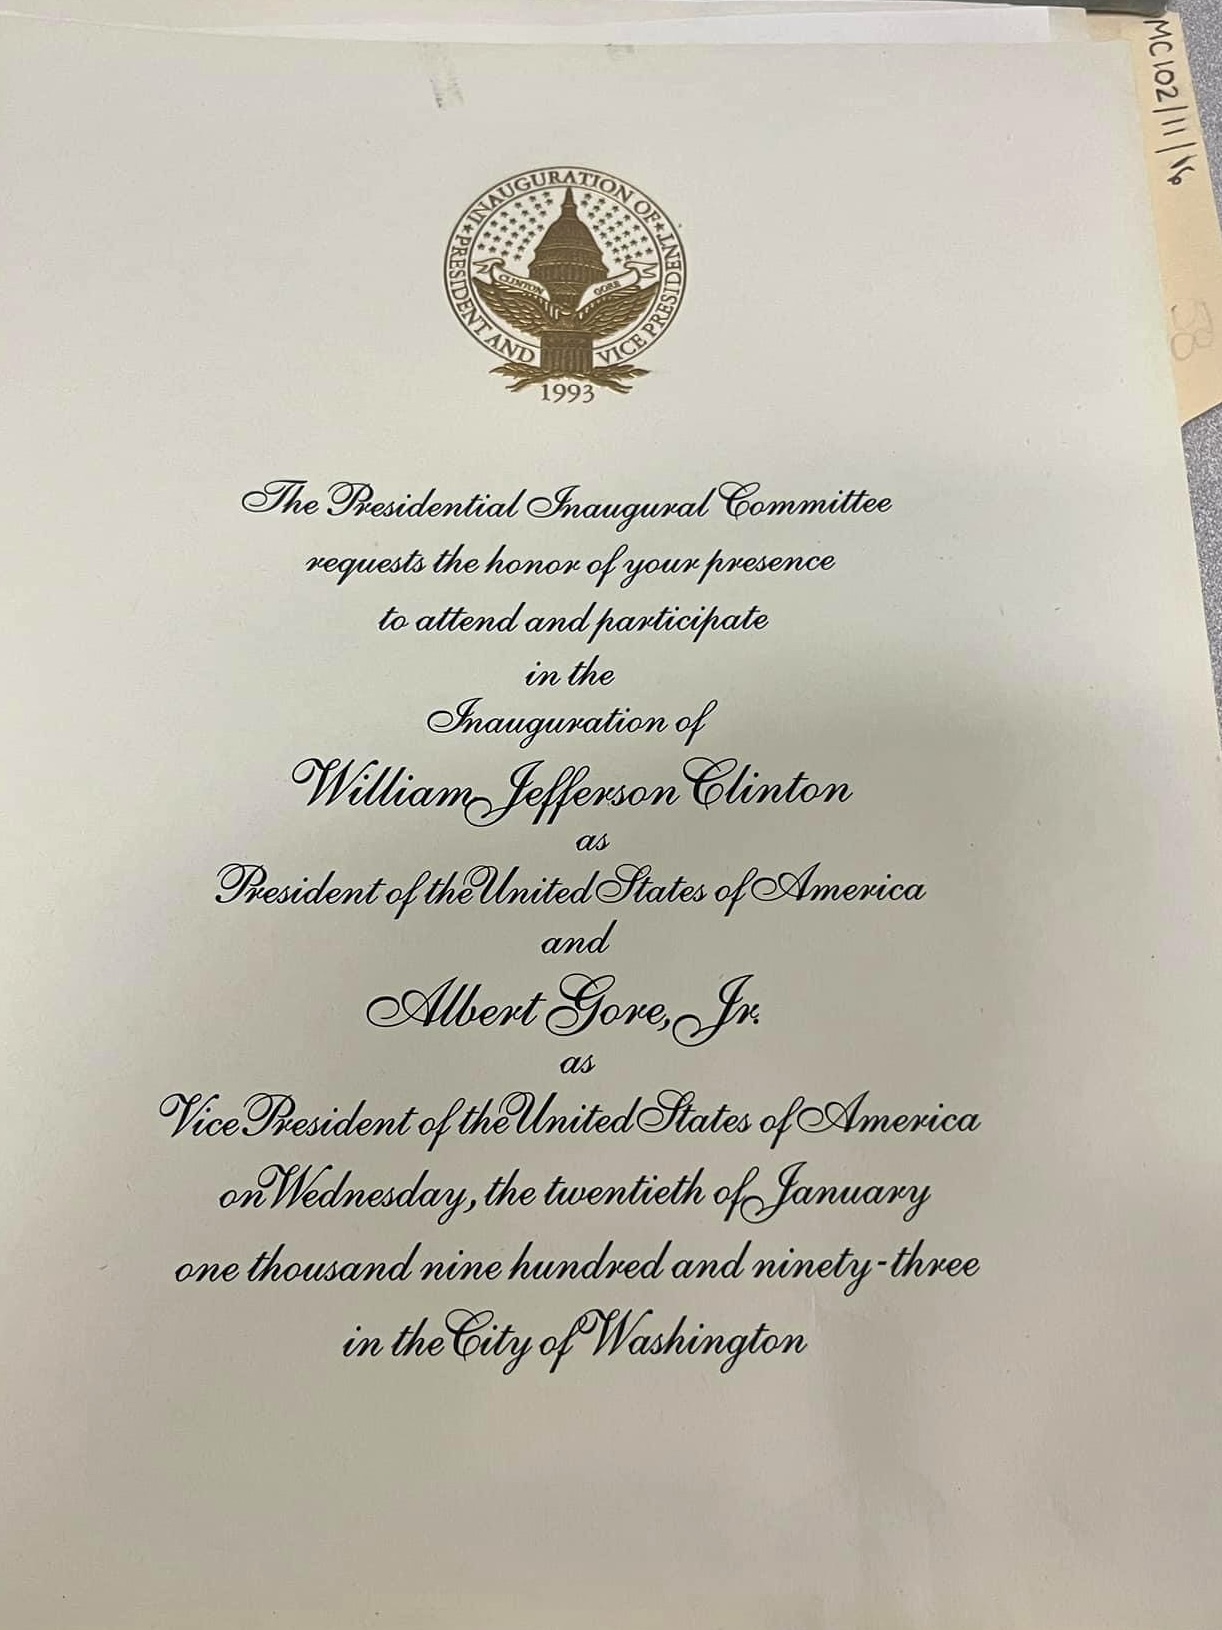 MC102/11/V6
INAUGURATION OF
PRESIDENT AND VICE PRESIDENT
CLINTON GORE
1993
The Presidential Inaugural Committee
requests the honor of your presence
to attend and participate
in the
Inauguration of
William Jefferson Clinton
as
President of the United States of America
and
Albert Gore, Jr.
as
Vice President of the United States of America
on Wednesday, the twentieth of January
one thousand nine hundred and ninety-three
in the City of Washington